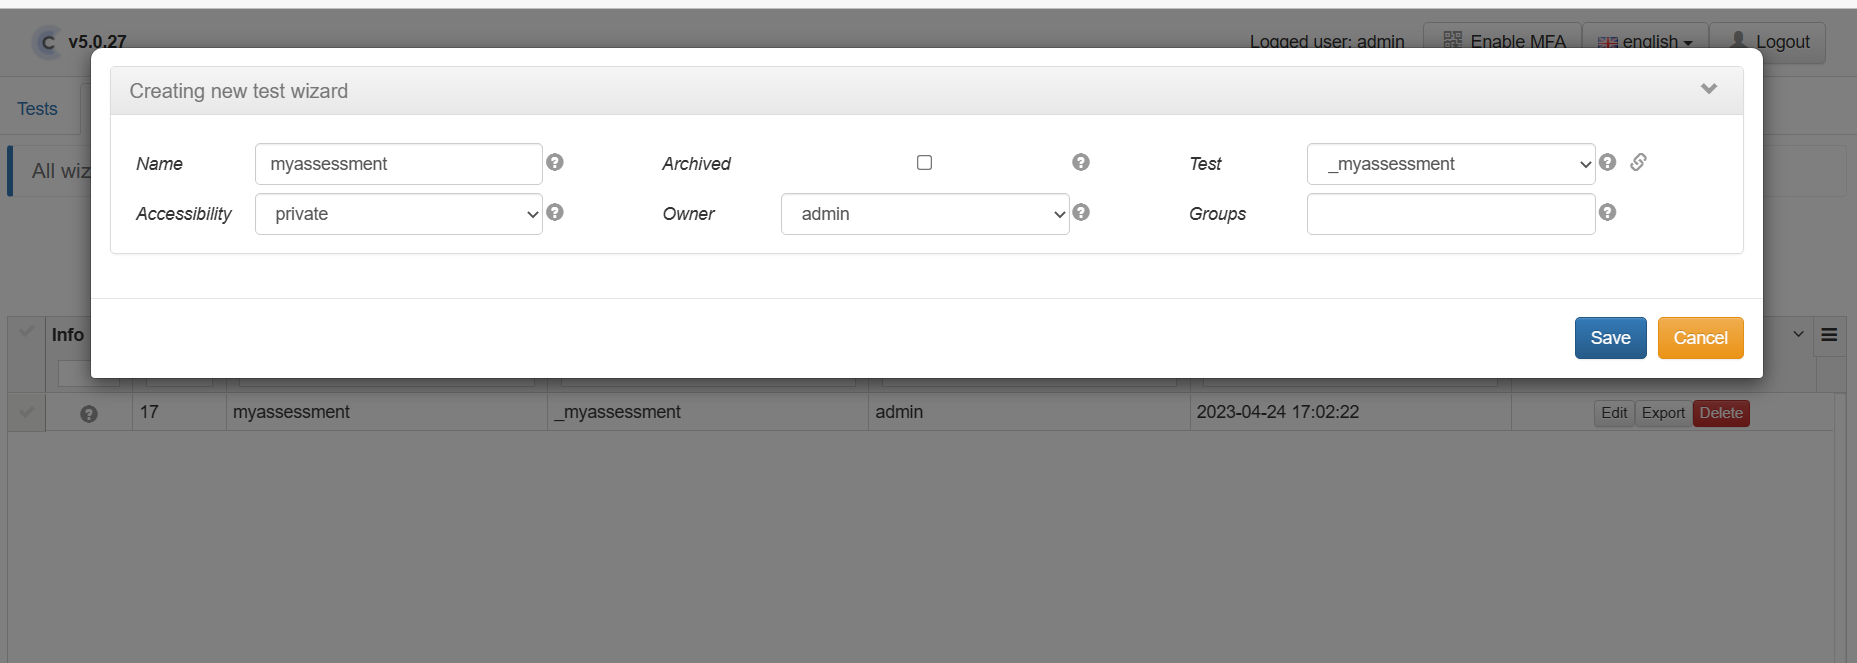 C v5.0.27
Logged user: admin Enable MFA english Logout
Creating new test wizard
Tests
Name myassessment Archived Test _myassessment
All wiz
Accessibility private Owner admin Groups
Save Cancel
Info
17 myassessment _myassessment admin 2023-04-24 17:02:22 Edit Export Delete